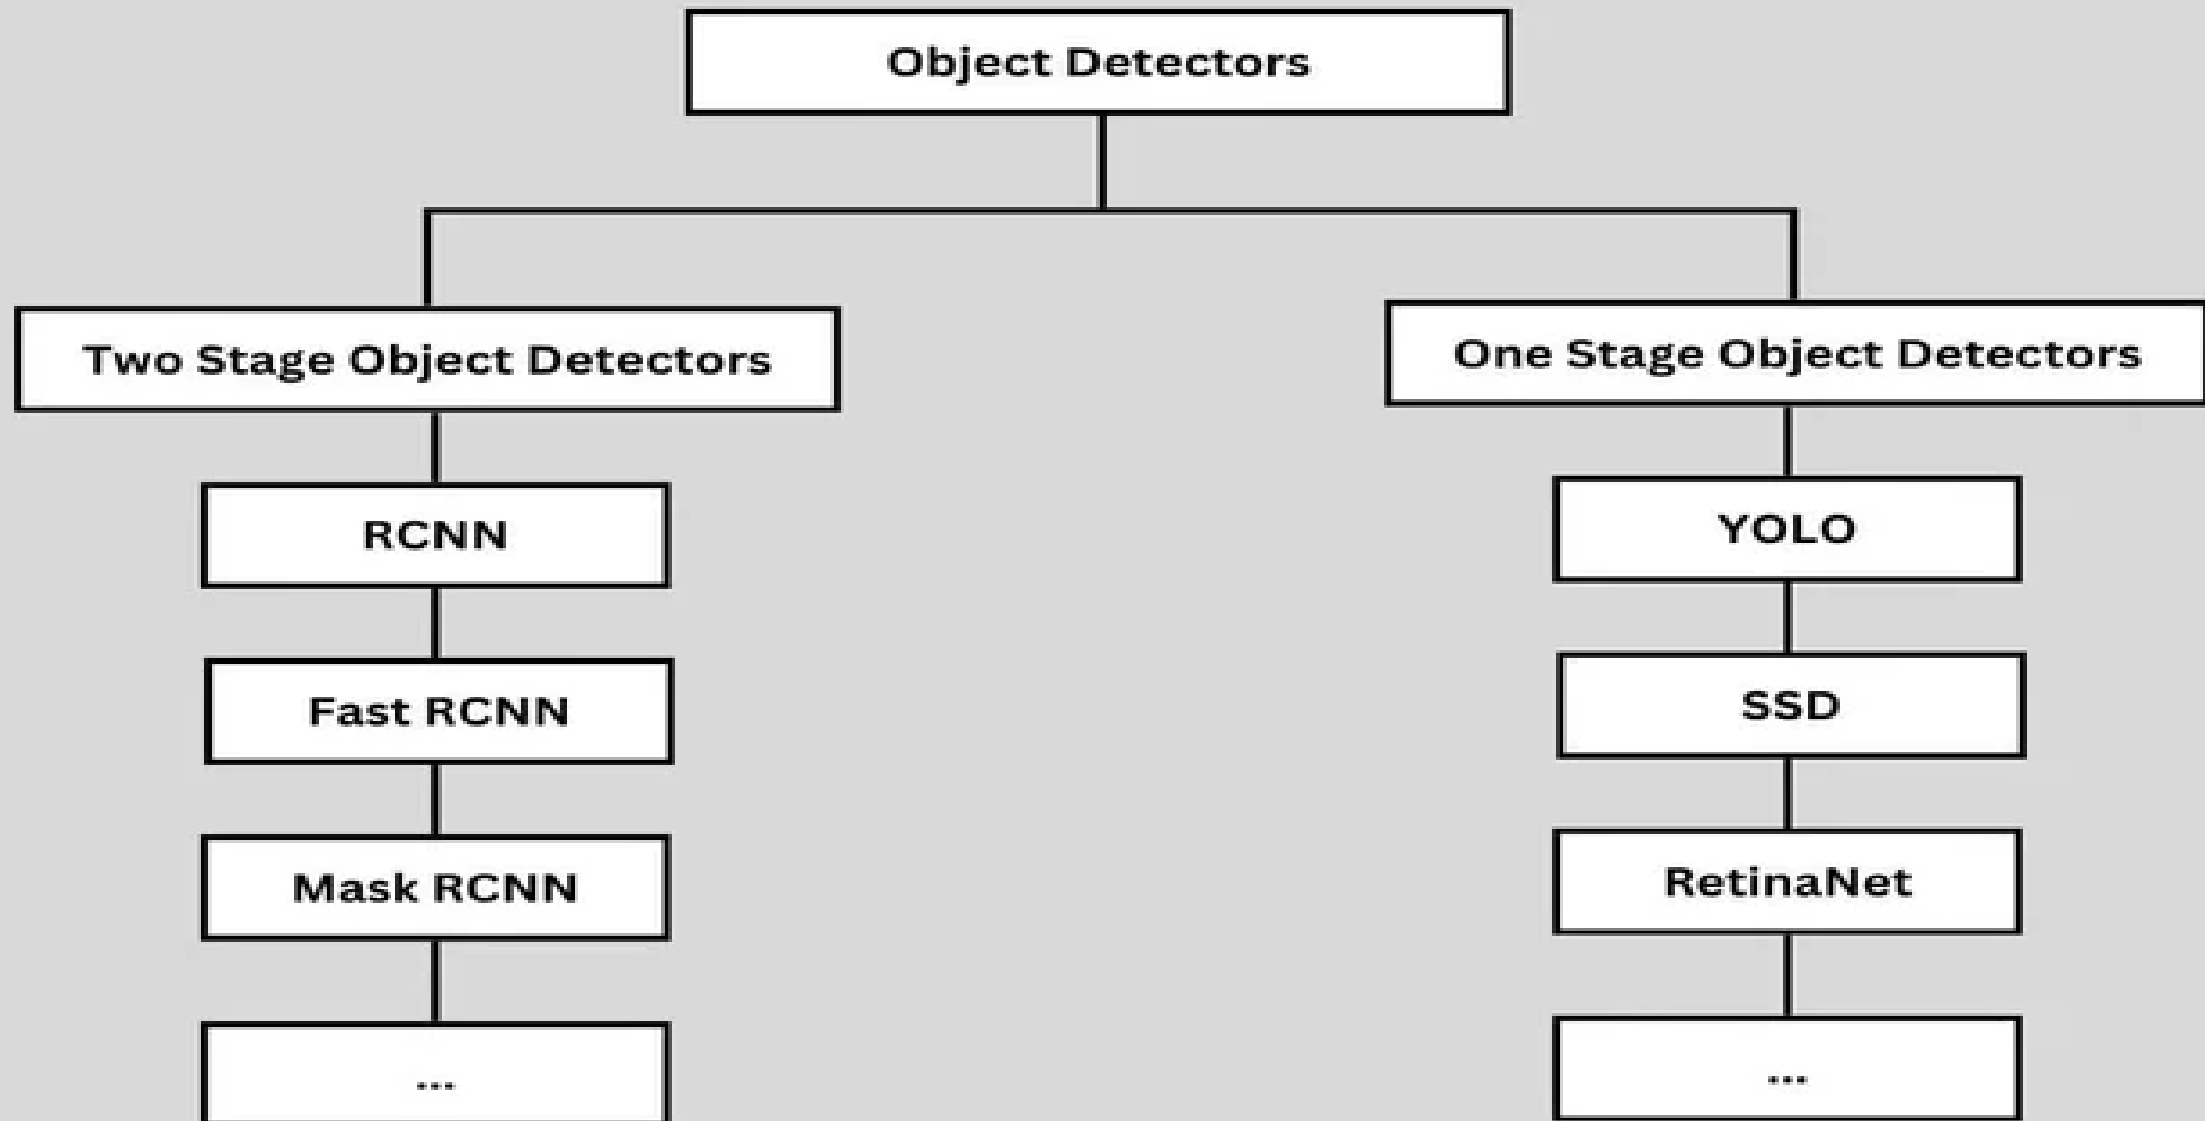 Object Detectors
Two Stage Object Detectors
RCNN
Fast RCNN
Mask RCNN
...
One Stage Object Detectors
YOLO
SSD
RetinaNet
...